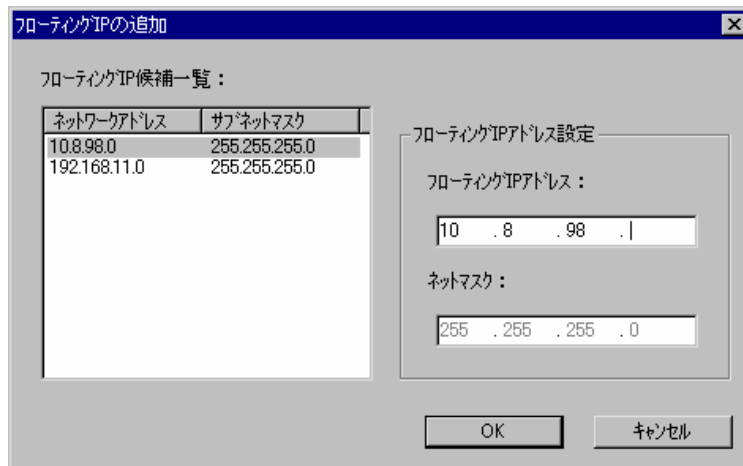 フローティングIPの追加
フローティングIP候補一覧：
ネットワークアドレス サブネットマスク
10.8.98.0 255.255.255.0
192.168.11.0 255.255.255.0
フローティングIPアドレス設定
フローティングIPアドレス：
10 . 8 . 98 .
ネットマスク：
255 . 255 . 255 . 0
OK キャンセル